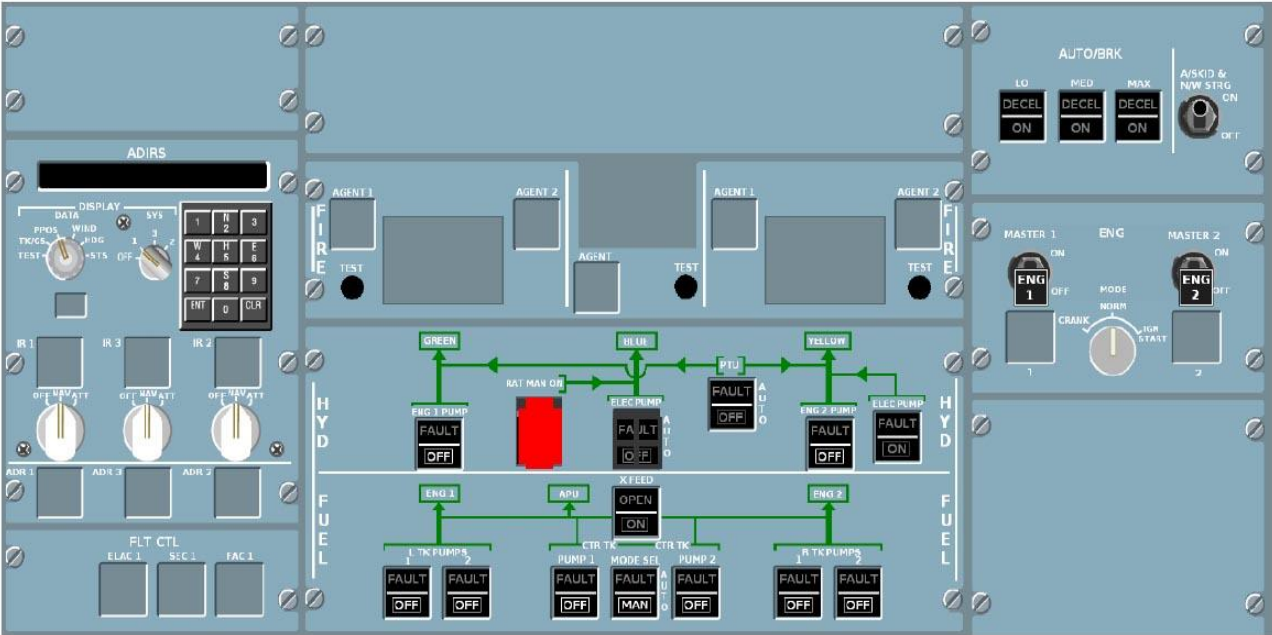 ADIRS
DISPLAY
DATA
SYS
PPOS
WIND
TK/GS
HDG
TEST
STS
OFF
1
3
2
1
N
2
3
W
4
H
5
E
6
7
S
8
9
ENT
0
CLR
IR 1
IR 3
IR 2
OFF
NAV
ATT
OFF
NAV
ATT
OFF
NAV
ATT
ADR 1
ADR 3
ADR 2
FLT CTL
ELAC 1
SEC 1
FAC 1
AGENT 1
AGENT 2
AGENT 1
AGENT 2
AGENT
FIRE
FIRE
TEST
TEST
TEST
GREEN
BLUE
YELLOW
PTU
RAT MAN ON
FAULT
OFF
AUTO
HYD
HYD
ENG 1 PUMP
FAULT
OFF
ELEC PUMP
FAULT
OFF
AUTO
ENG 2 PUMP
FAULT
OFF
ELEC PUMP
FAULT
ON
FUEL
FUEL
X FEED
OPEN
ON
ENG 1
APU
ENG 2
L TK PUMPS
1
2
FAULT
OFF
FAULT
OFF
CTR TK
CTR TK
PUMP 1
MODE SEL
PUMP 2
FAULT
OFF
FAULT
MAN
AUTO
FAULT
OFF
R TK PUMPS
1
2
FAULT
OFF
FAULT
OFF
AUTO/BRK
LO
MED
MAX
DECEL
ON
DECEL
ON
DECEL
ON
A/SKID &
N/W STRG
ON
OFF
MASTER 1
ENG
MASTER 2
ON
ON
ENG
1
OFF
ENG
2
OFF
MODE
NORM
CRANK
IGN
START
1
2